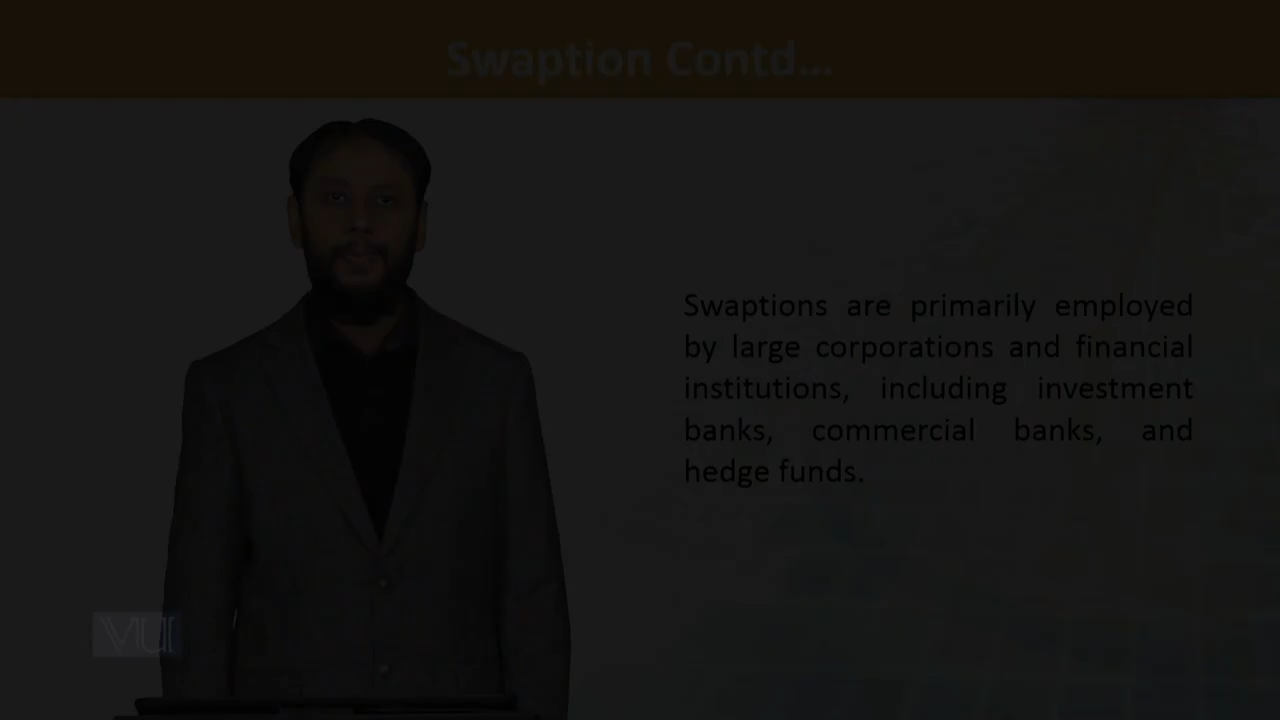 Swaption Contd...
Swaptions are primarily employed
by large corporations and financial
institutions, including investment
banks, commercial banks, and
hedge funds.
VU